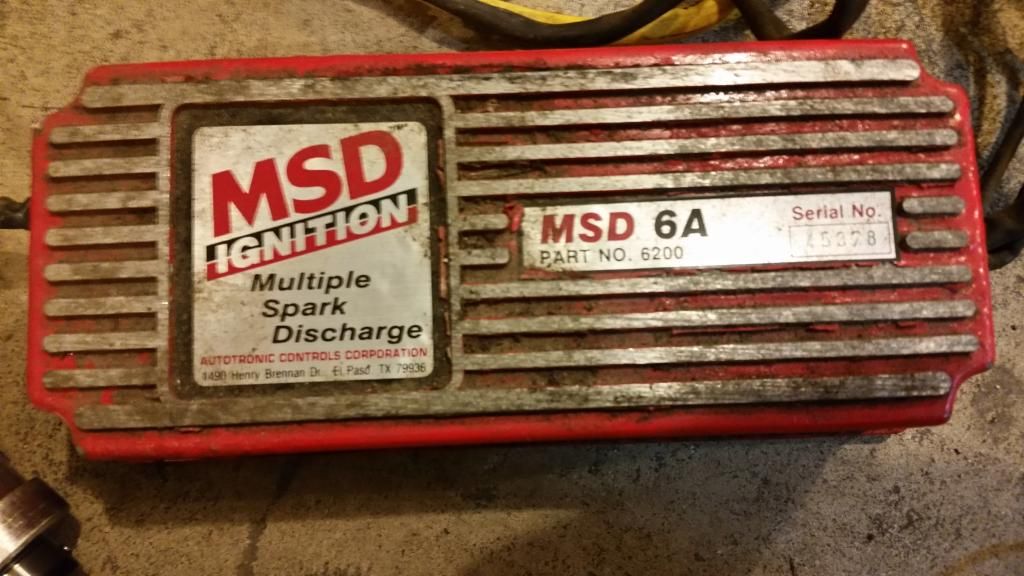 MSD
IGNITION
Multiple
Spark
Discharge
AUTOTRONIC CONTROLS CORPORATION
1490 Henry Brennan Dr. El Paso, TX 79936
MSD 6A
PART NO. 6200
Serial No.